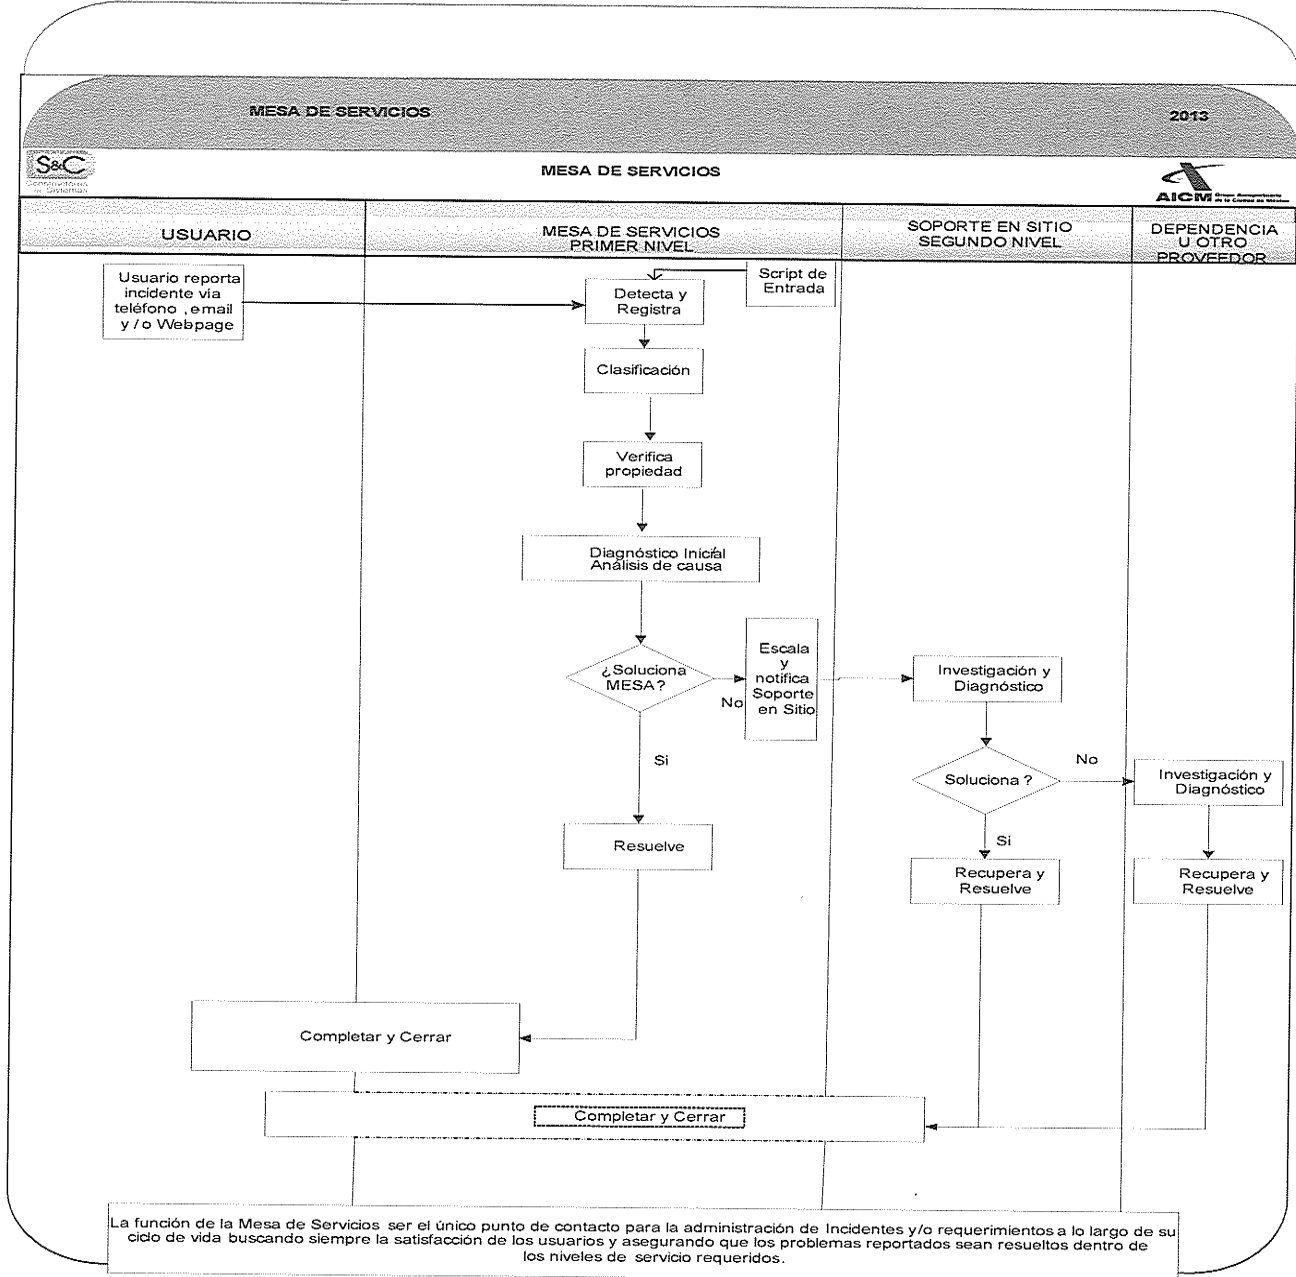 MESA DE SERVICIOS
2013
S&C
MESA DE SERVICIOS
AICM
USUARIO
MESA DE SERVICIOS
PRIMER NIVEL
SOPORTE EN SITIO
SEGUNDO NIVEL
DEPENDENCIA
U OTRO
PROVEEDOR
Usuario reporta
incidente vía
teléfono ,email
y/o Webpage
Detecta y
Registra
Script de
Entrada
Clasificación
Verifica
propiedad
Diagnóstico Inicial
Análisis de causa
¿Soluciona
MESA?
No
Escala
y
notifica
Soporte
en Sitio
Investigación y
Diagnóstico
Si
Soluciona ?
No
Investigación y
Diagnóstico
Resuelve
Si
Recupera y
Resuelve
Recupera y
Resuelve
Completar y Cerrar
Completar y Cerrar
La función de la Mesa de Servicios ser el único punto de contacto para la administración de Incidentes y/o requerimientos a lo largo de su
ciclo de vida buscando siempre la satisfacción de los usuarios y asegurando que los problemas reportados sean resueltos dentro de
los niveles de servicio requeridos.